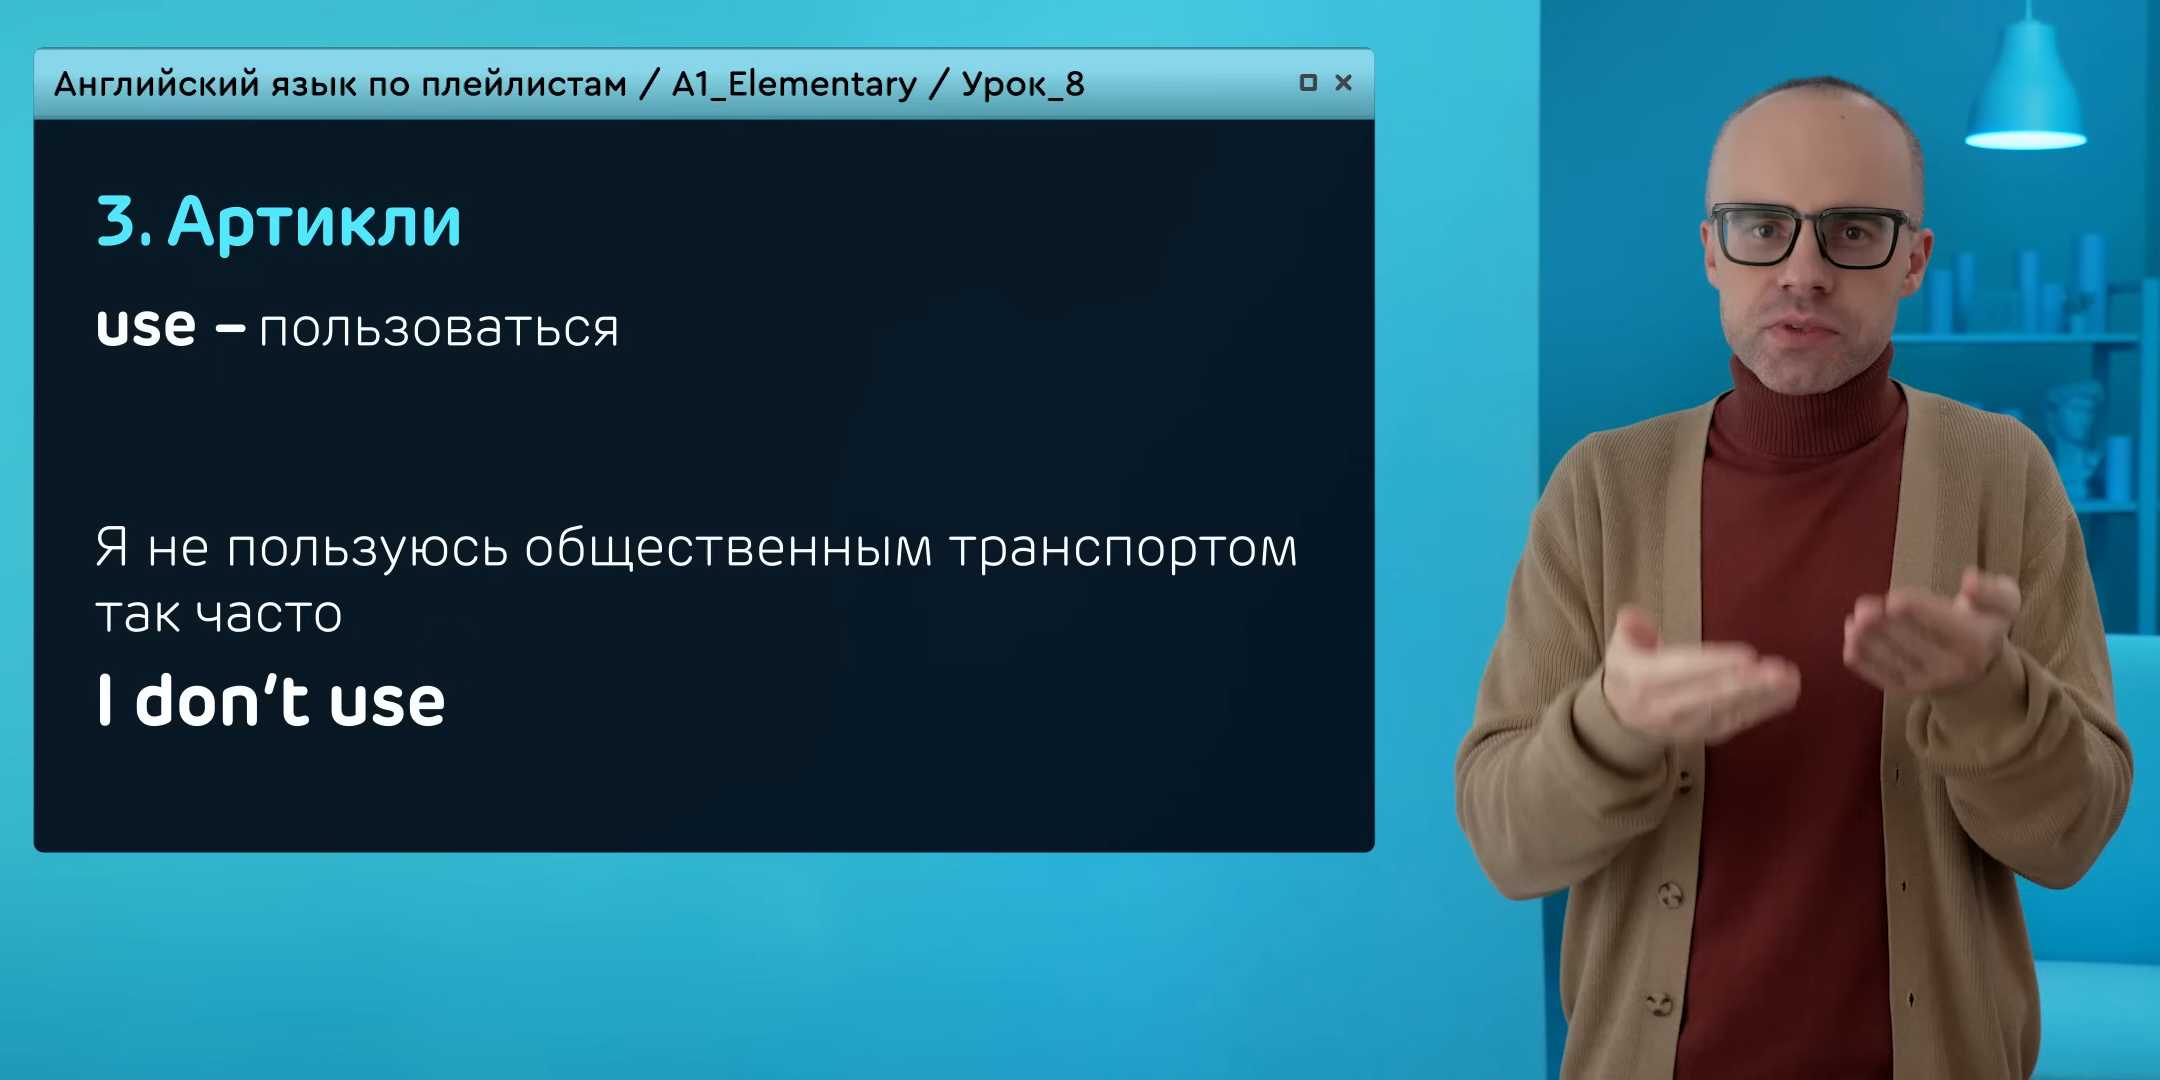 Английский язык по плейлистам / A1_Elementary / Урок_8
3. Артикли
use – пользоваться
Я не пользуюсь общественным транспортом
так часто
I don’t use